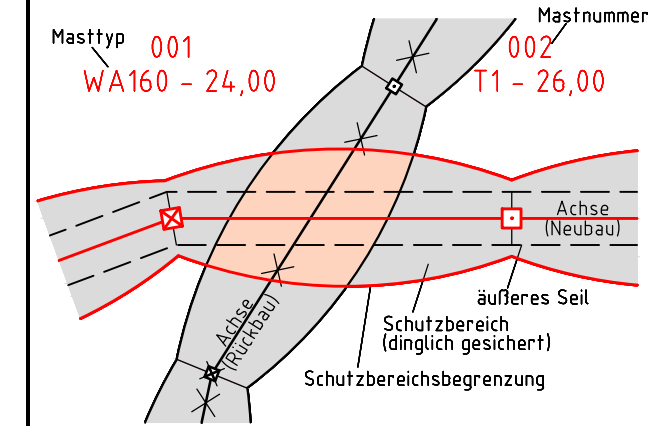 Mastnummer
Masttyp
001
002
WA160 - 24,00
T1 - 26,00
Achse
(Neubau)
äußeres Seil
Achse
(Rückbau)
Schutzbereich
(dinglich gesichert)
Schutzbereichsbegrenzung